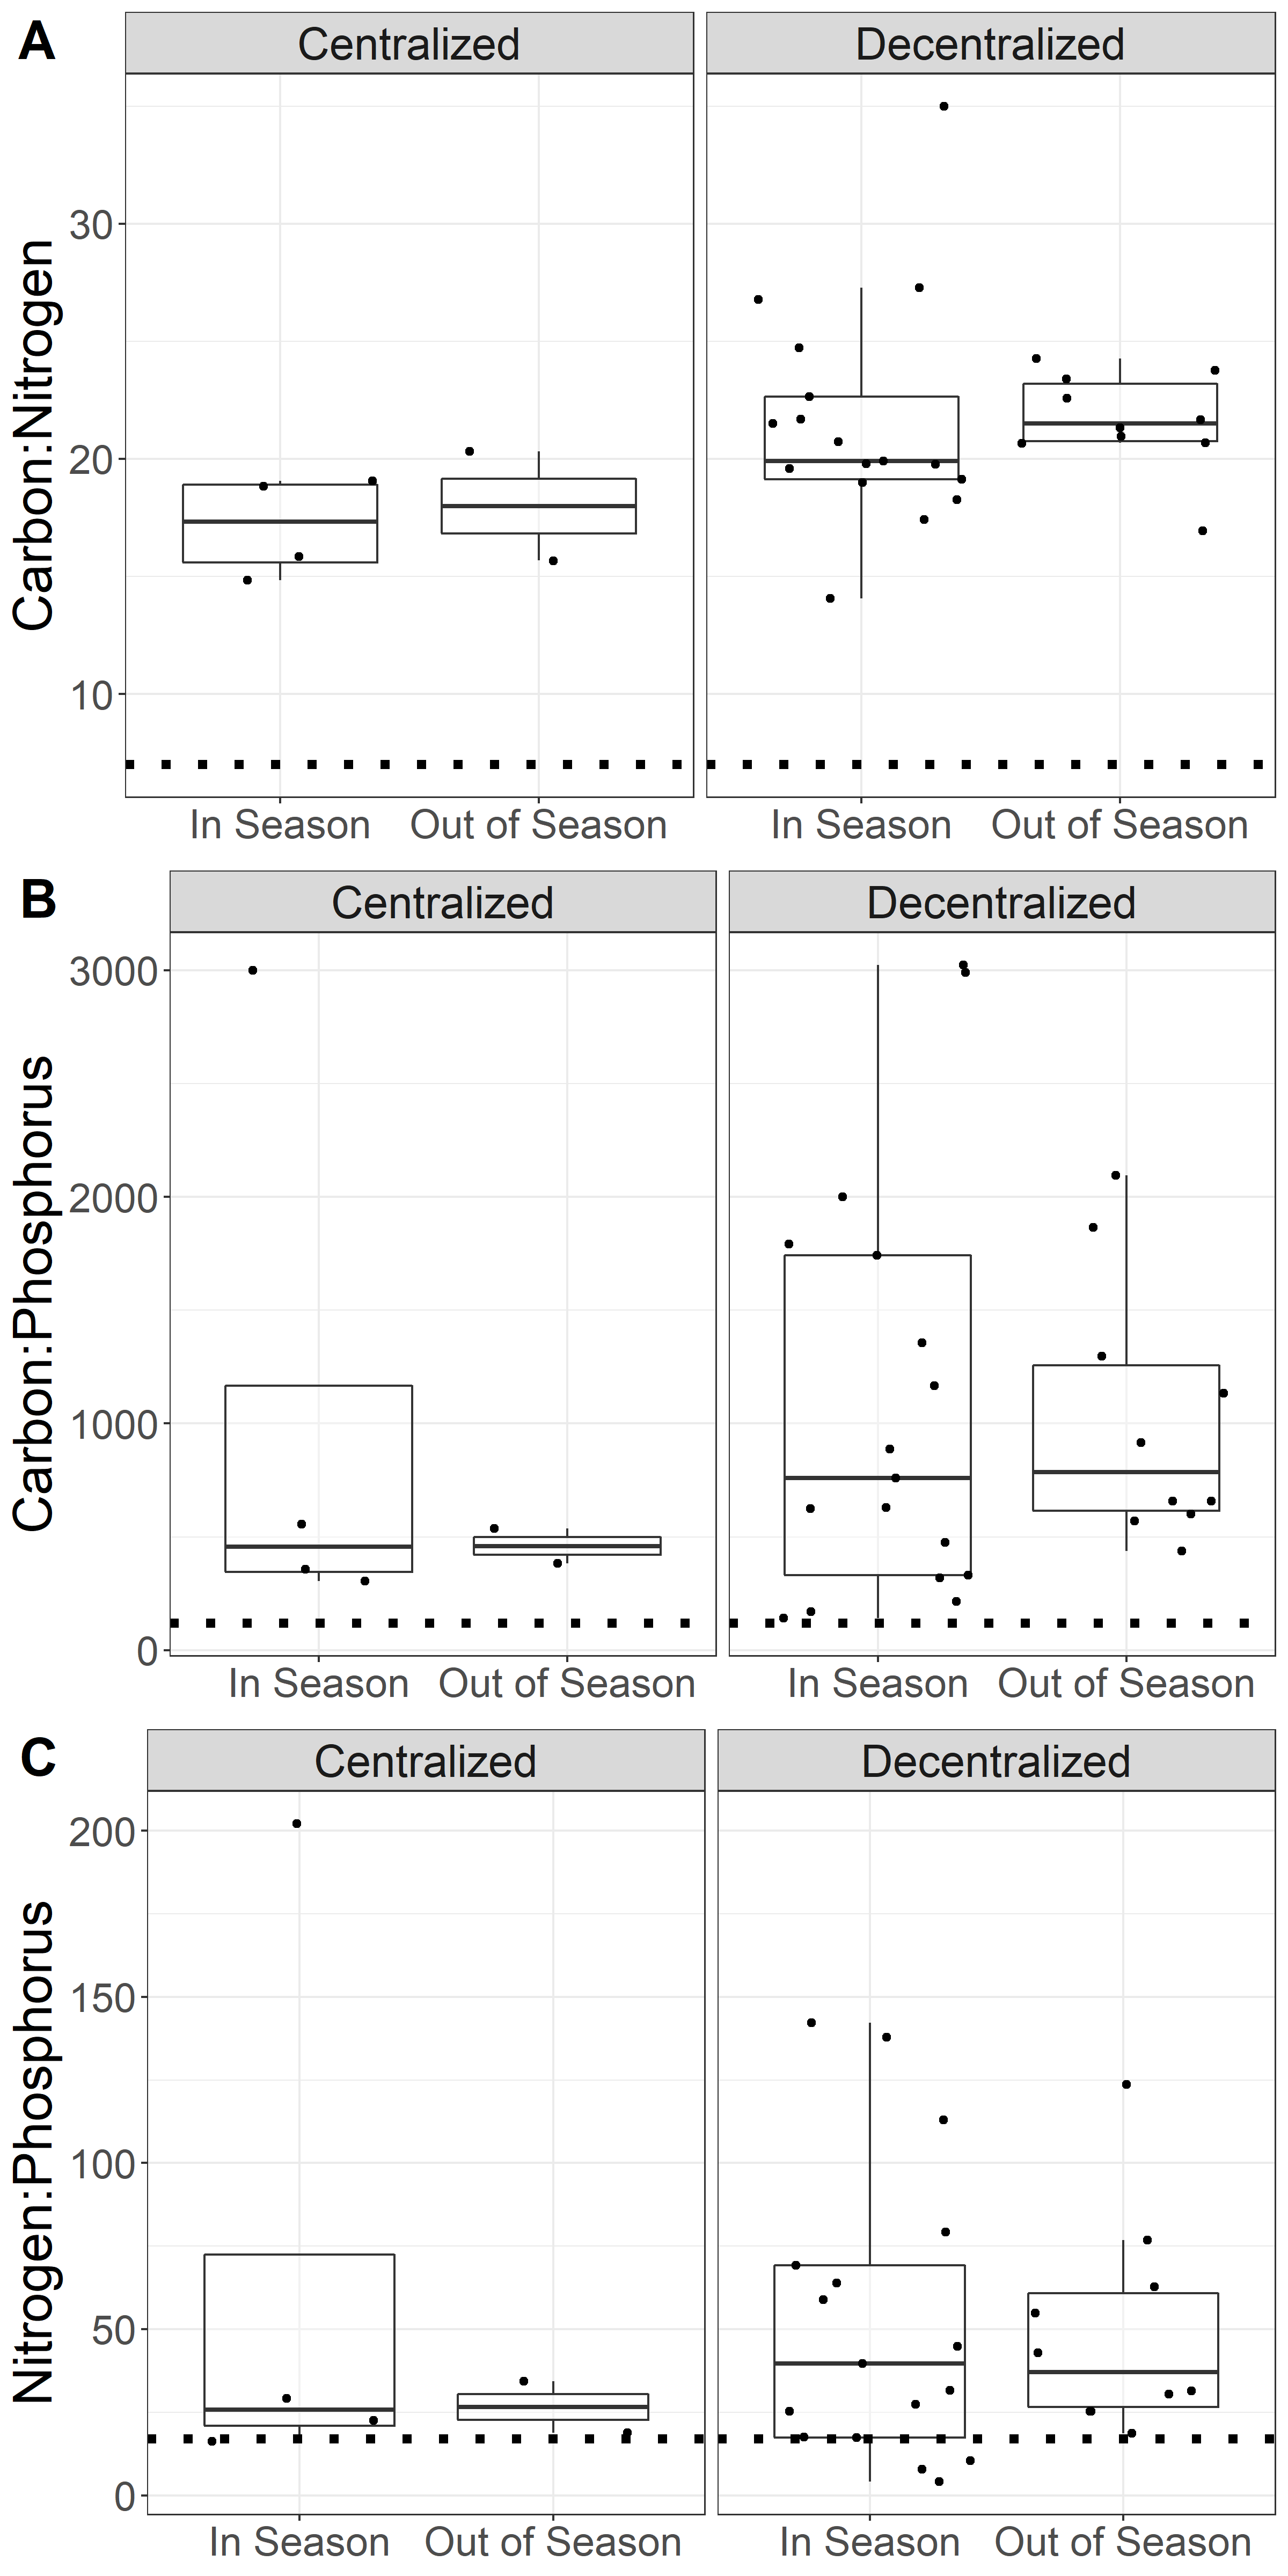 A
Centralized
Decentralized
Carbon:Nitrogen
30
20
10
In Season
Out of Season
In Season
Out of Season
B
Centralized
Decentralized
Carbon:Phosphorus
3000
2000
1000
0
In Season
Out of Season
In Season
Out of Season
C
Centralized
Decentralized
Nitrogen:Phosphorus
200
150
100
50
0
In Season
Out of Season
In Season
Out of Season